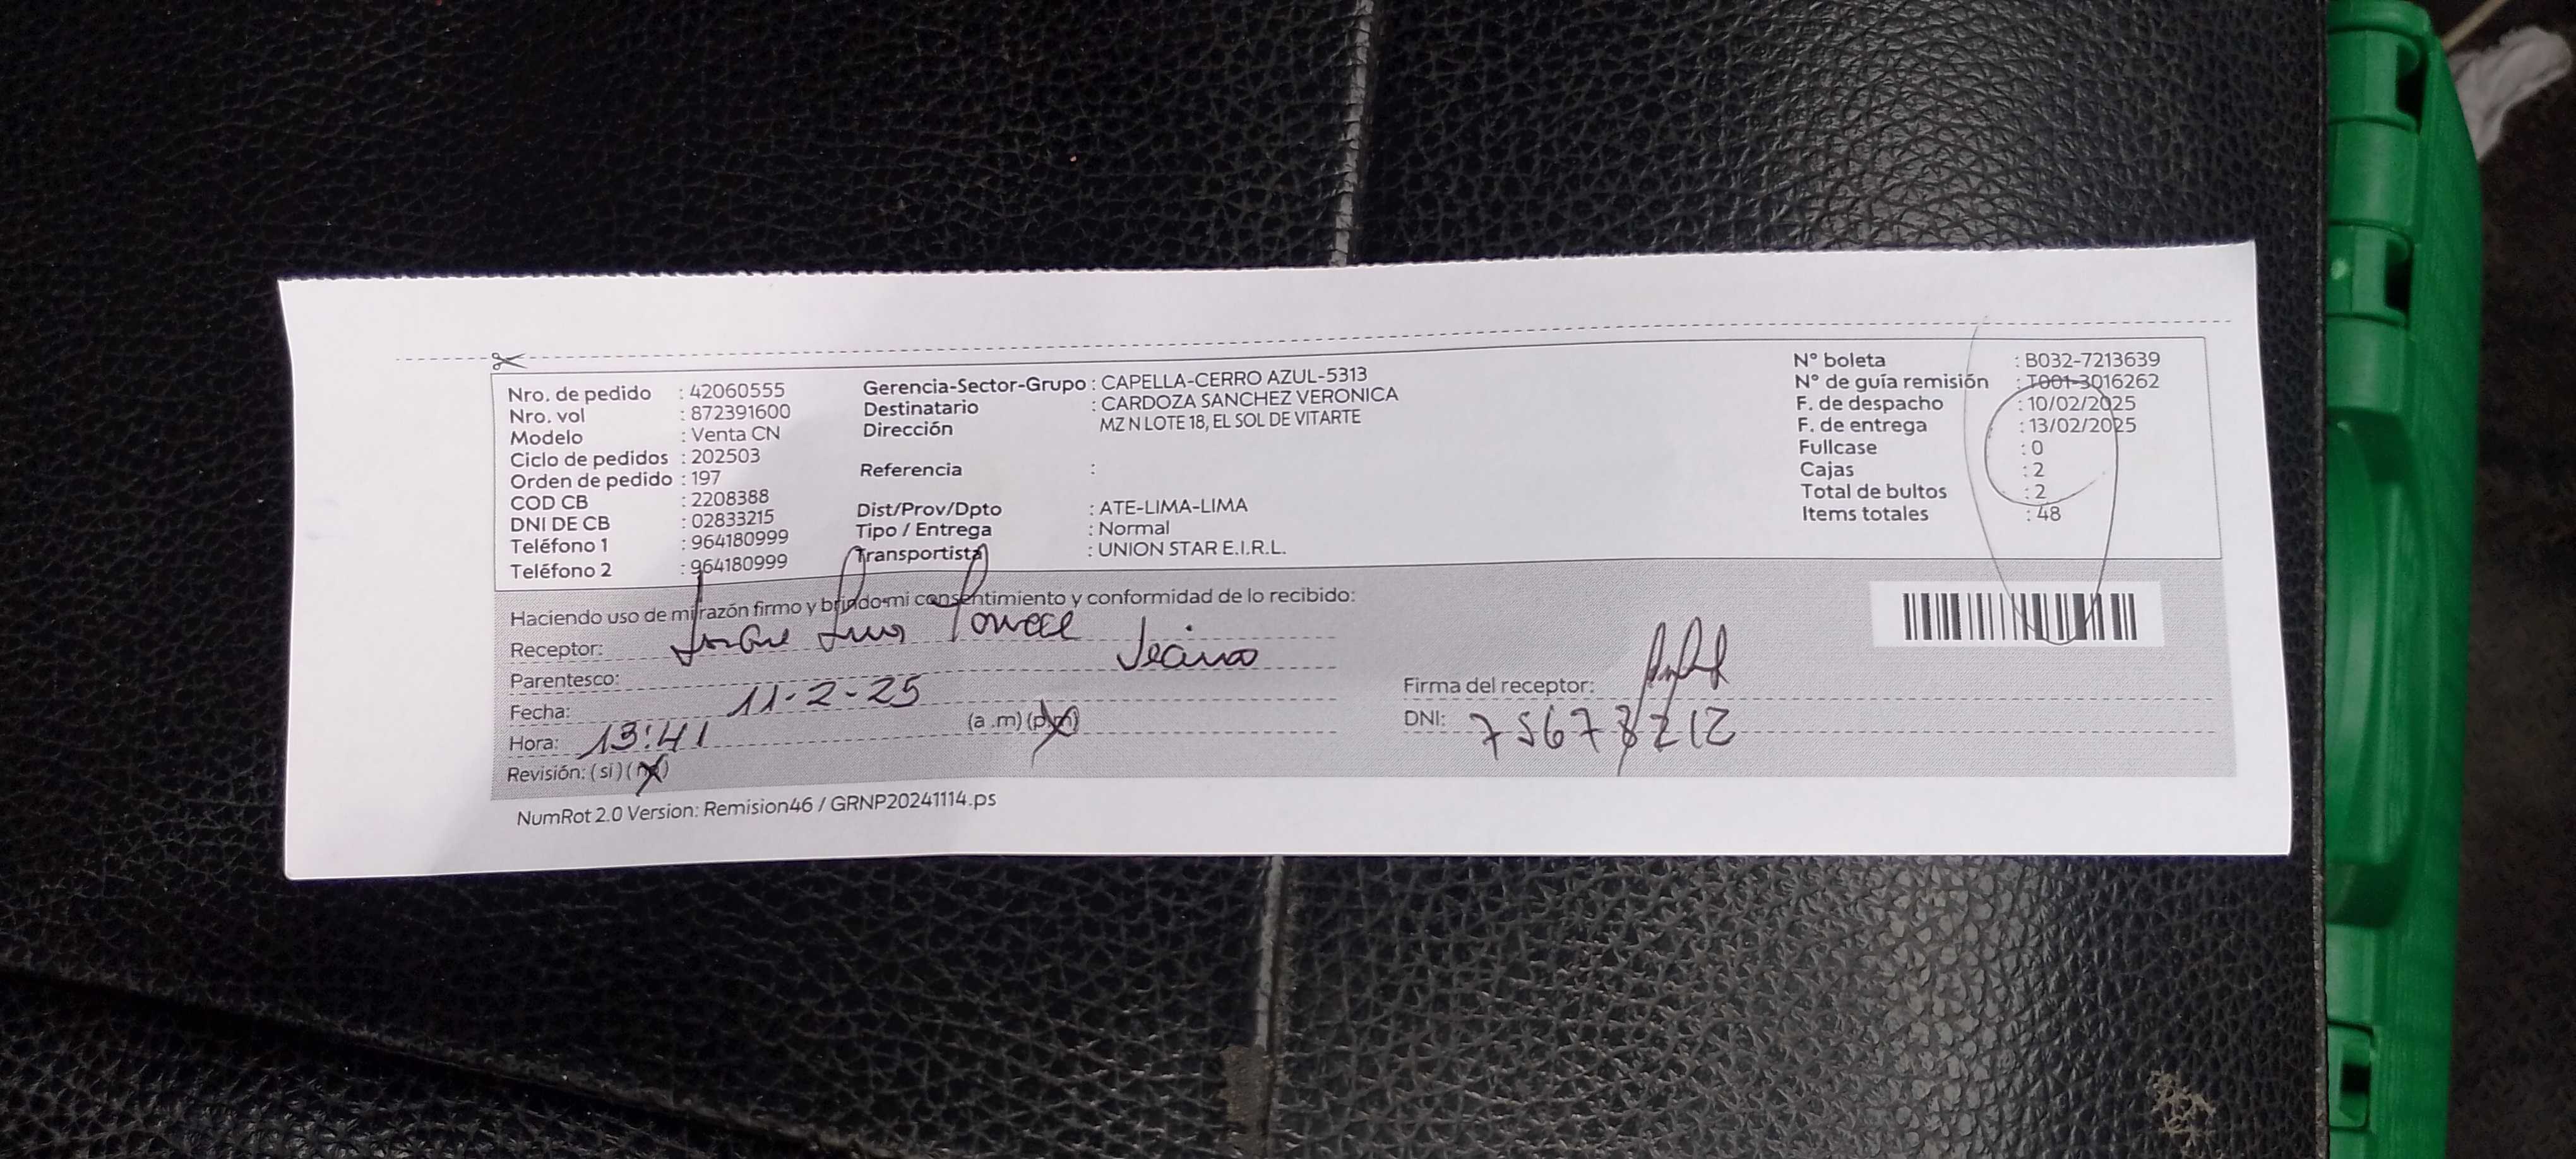 Nro. de pedido : 42060555
Nro. vol : 872391600
Modelo : Venta CN
Ciclo de pedidos : 202503
Orden de pedido : 197
COD CB : 2208388
DNI DE CB : 02833215
Teléfono 1 : 964180999
Teléfono 2 : 964180999
Gerencia-Sector-Grupo : CAPELLA-CERRO AZUL-5313
Destinatario : CARDOZA SANCHEZ VERONICA
Dirección MZ N LOTE 18, EL SOL DE VITARTE
Referencia :
Dist/Prov/Dpto : ATE-LIMA-LIMA
Tipo / Entrega : Normal
Transportista : UNION STAR E.I.R.L.
N° boleta : B032-7213639
N° de guía remisión : T001-3016262
F. de despacho : 10/02/2025
F. de entrega : 13/02/2025
Fullcase : 0
Cajas : 2
Total de bultos : 2
Items totales : 48
Haciendo uso de mi razón firmo y brindo mi consentimiento y conformidad de lo recibido:
Receptor: Luis
Parentesco: Vecino
Fecha: 11-2-25
Hora: 13:41 (a .m) (p.m)
Revisión: (si) (no)
Firma del receptor:
DNI: 75678212
NumRot 2.0 Version: Remision46 / GRNP20241114.ps